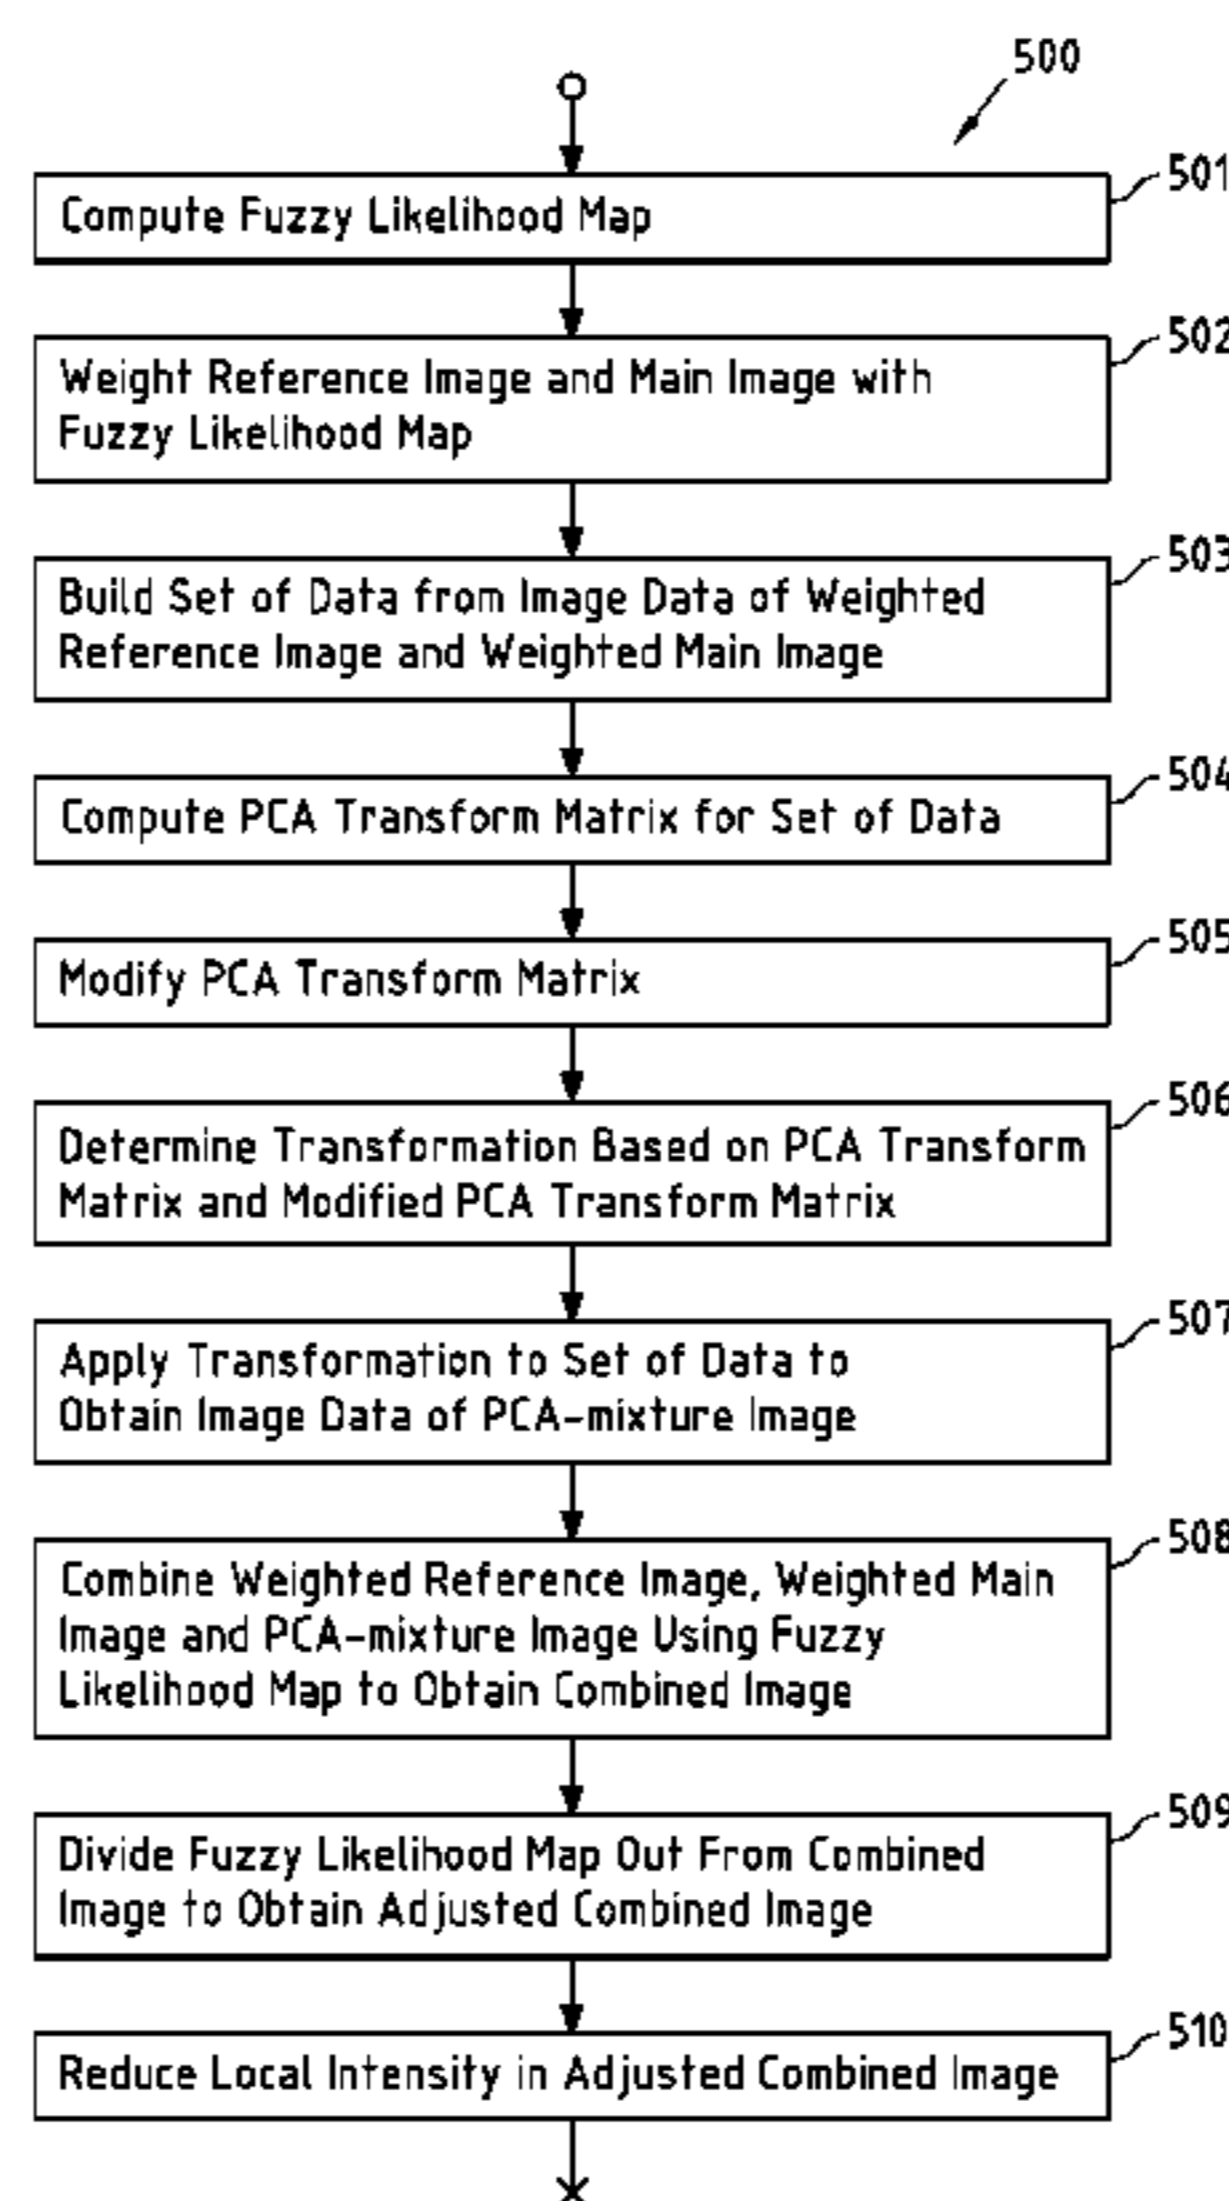 500
501
Compute Fuzzy Likelihood Map
502
Weight Reference Image and Main Image with
Fuzzy Likelihood Map
503
Build Set of Data from Image Data of Weighted
Reference Image and Weighted Main Image
504
Compute PCA Transform Matrix for Set of Data
505
Modify PCA Transform Matrix
506
Determine Transformation Based on PCA Transform
Matrix and Modified PCA Transform Matrix
507
Apply Transformation to Set of Data to
Obtain Image Data of PCA-mixture Image
508
Combine Weighted Reference Image, Weighted Main
Image and PCA-mixture Image Using Fuzzy
Likelihood Map to Obtain Combined Image
509
Divide Fuzzy Likelihood Map Out From Combined
Image to Obtain Adjusted Combined Image
510
Reduce Local Intensity in Adjusted Combined Image